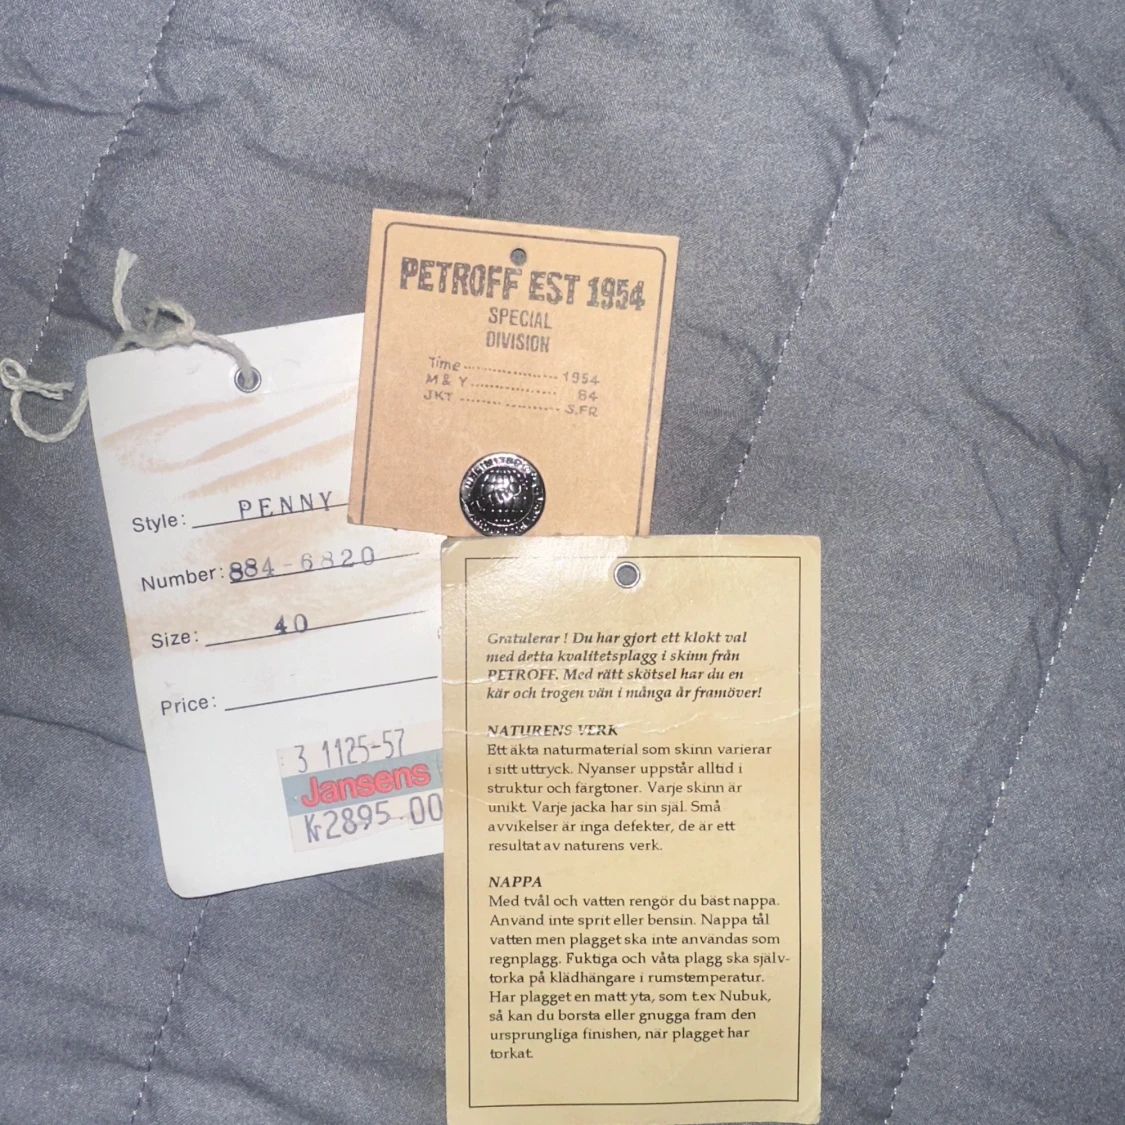 PETROFF EST 1954
SPECIAL
DIVISION
Time 1954
M & Y 84
JKT S.FR
Style: PENNY
Number: 884-6820
Size: 40
Price:
3 1125-57
Jansens
Kr2895.00
Gratulerar ! Du har gjort ett klokt val
med detta kvalitetsplagg i skinn från
PETROFF. Med rätt skötsel har du en
kär och trogen vän i många år framöver!
NATURENS VERK
Ett äkta naturmaterial som skinn varierar
i sitt uttryck. Nyanser uppstår alltid i
struktur och färgtoner. Varje skinn är
unikt. Varje jacka har sin själ. Små
avvikelser är inga defekter, de är ett
resultat av naturens verk.
NAPPA
Med tvål och vatten rengör du bäst nappa.
Använd inte sprit eller bensin. Nappa tål
vatten men plagget ska inte användas som
regnplagg. Fuktiga och våta plagg ska själv-
torka på klädhängare i rumstemperatur.
Har plagget en matt yta, som t.ex Nubuk,
så kan du borsta eller gnugga fram den
ursprungliga finishen, när plagget har
torkat.